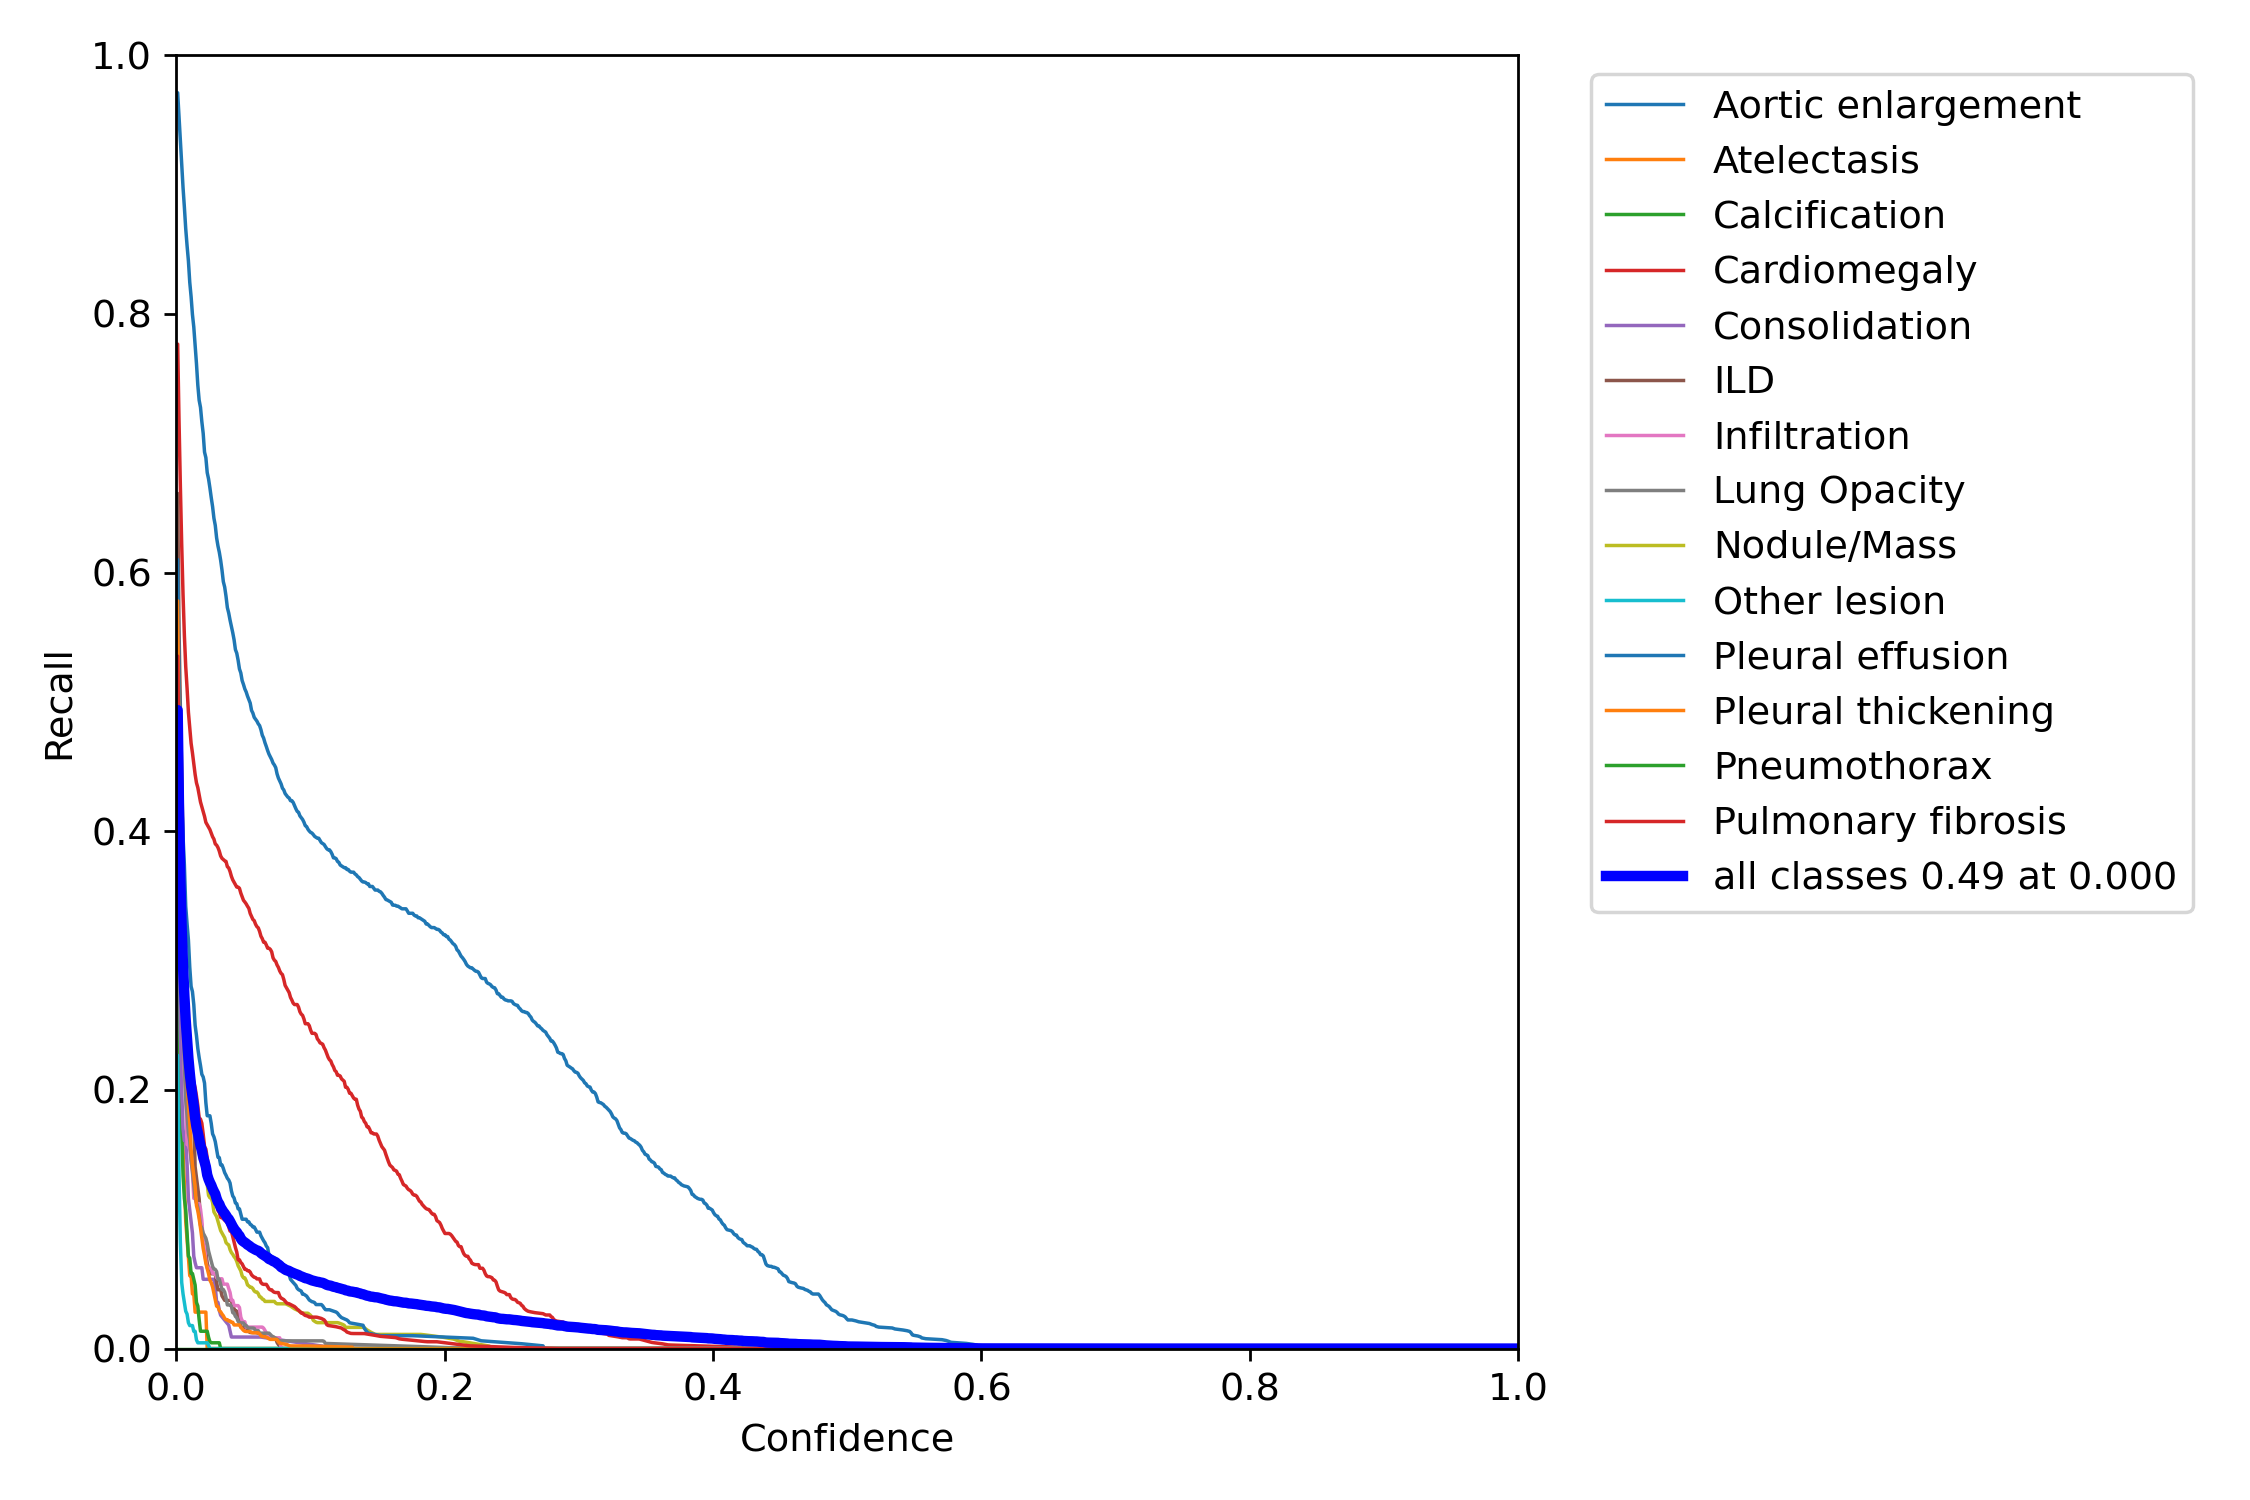 1.0
0.8
0.6
0.4
0.2
0.0
Recall
0.0 0.2 0.4 0.6 0.8 1.0
Confidence
Aortic enlargement
Atelectasis
Calcification
Cardiomegaly
Consolidation
ILD
Infiltration
Lung Opacity
Nodule/Mass
Other lesion
Pleural effusion
Pleural thickening
Pneumothorax
Pulmonary fibrosis
all classes 0.49 at 0.000